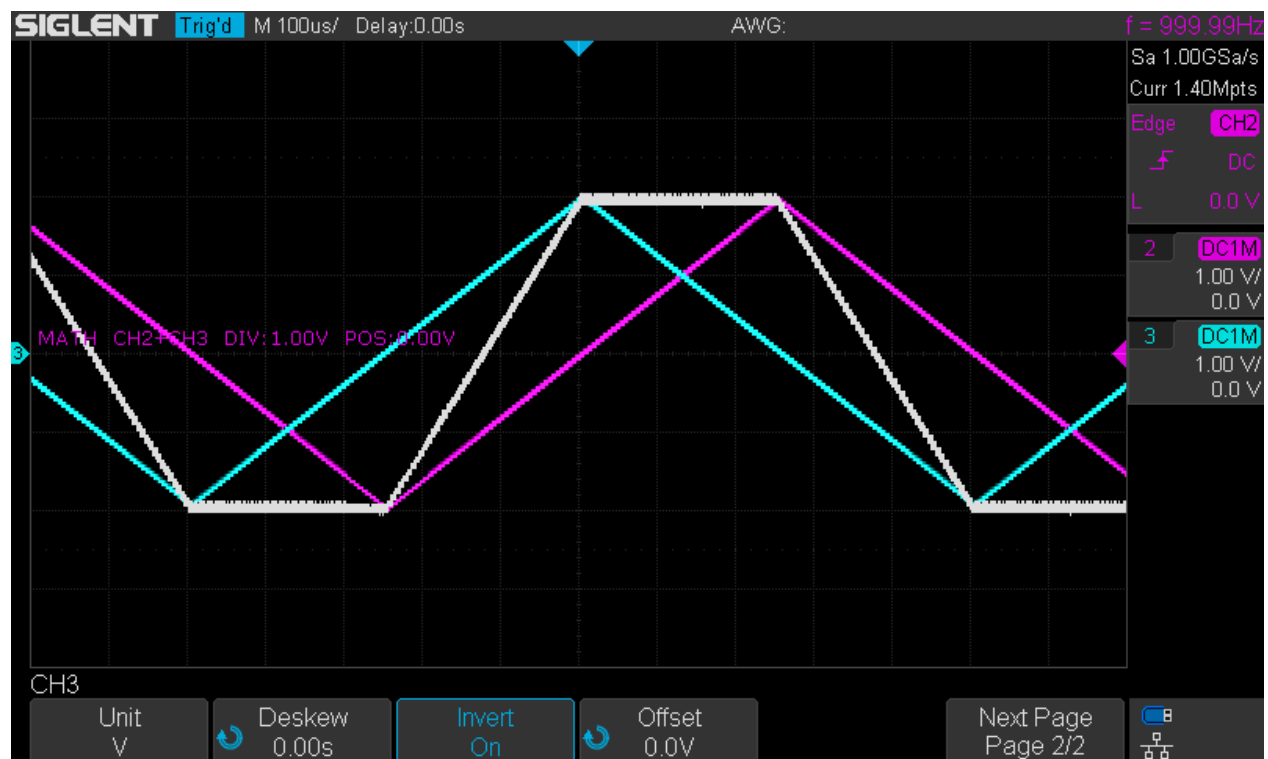 SIGLENT Trig'd M 100us/ Delay:0.00s AWG: f = 999.99Hz
Sa 1.00GSa/s
Curr 1.40Mpts
Edge CH2
DC
L 0.0 V
2 DC1M
1.00 V/
0.0 V
MATH CH2+CH3 DIV:1.00V POS:0.00V
3
3 DC1M
1.00 V/
0.0 V
CH3
Unit
V
Deskew
0.00s
Invert
On
Offset
0.0V
Next Page
Page 2/2